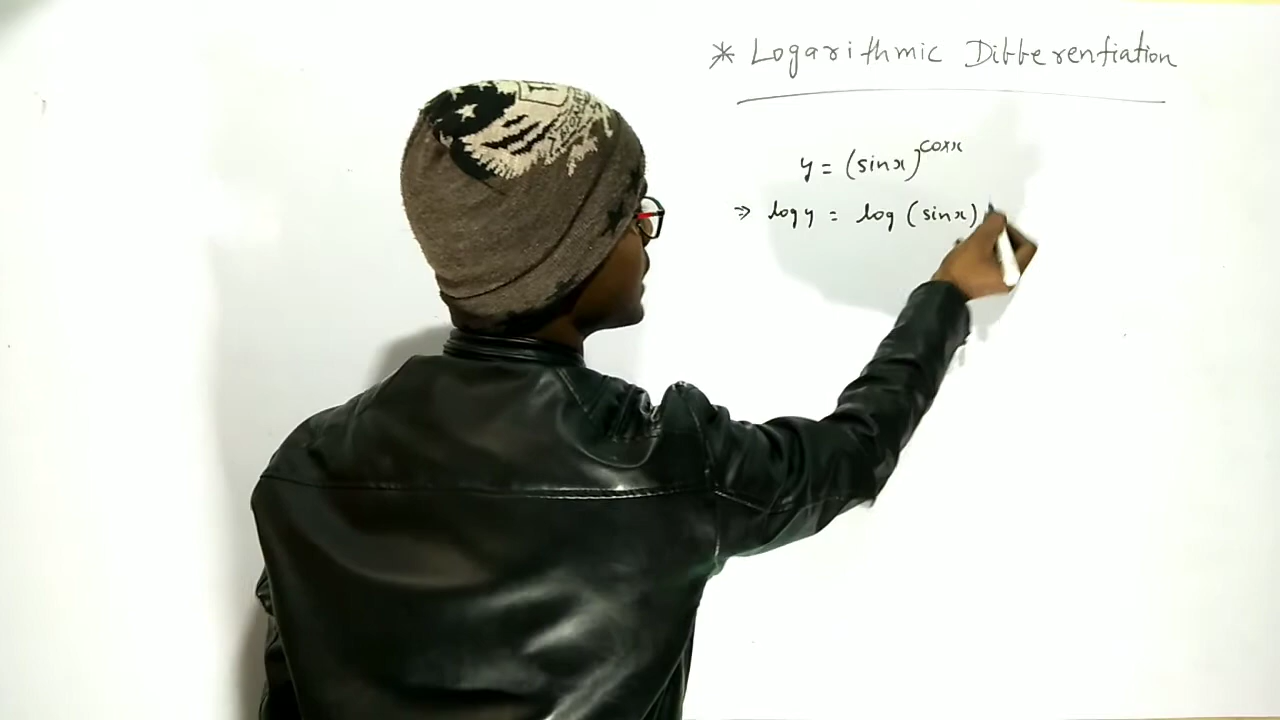 * Logarithmic Differentiation
y = (sinx)^cosx
⇒ log y = log (sinx)